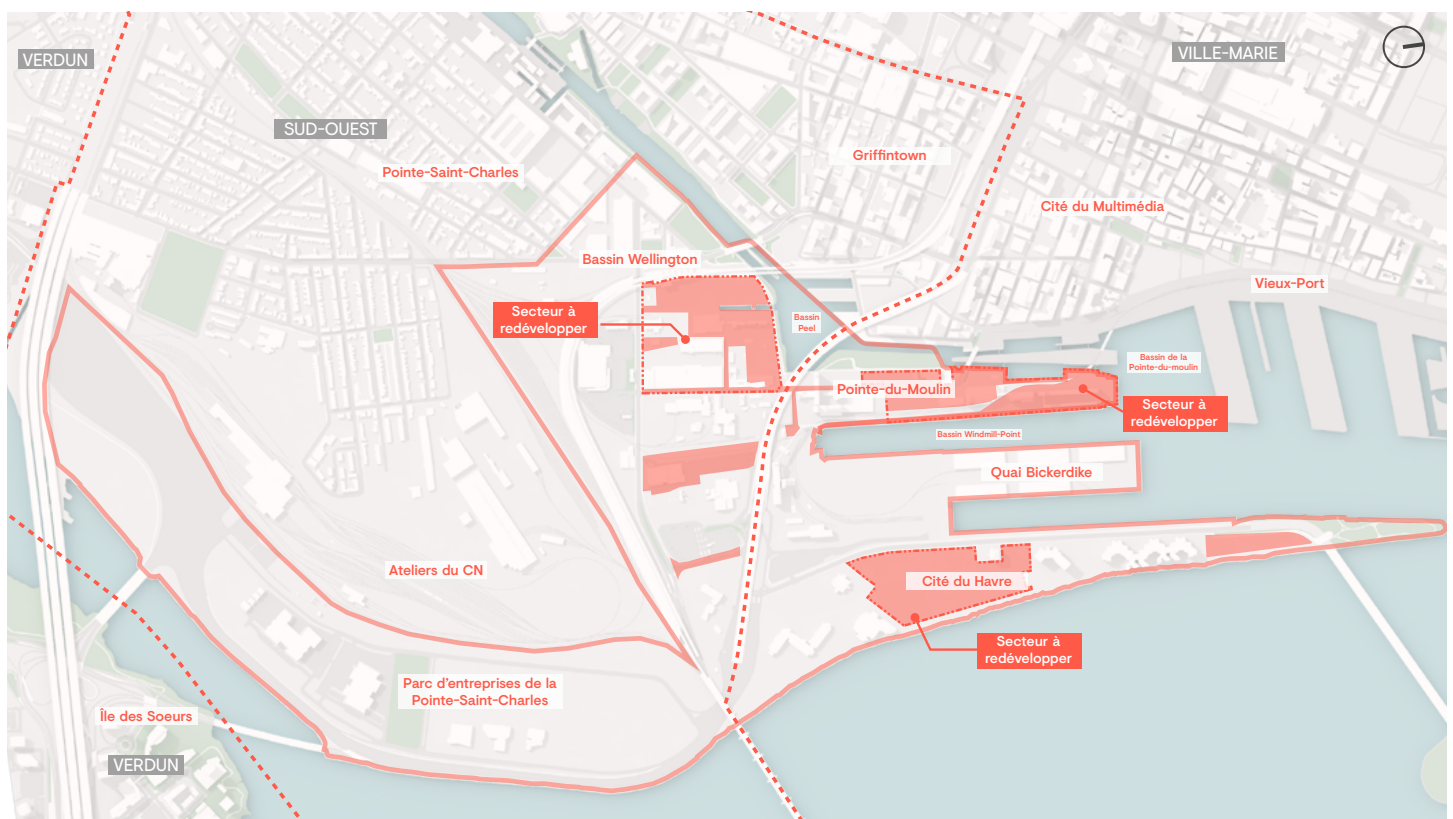 VERDUN
VILLE-MARIE
SUD-OUEST
Griffintown
Pointe-Saint-Charles
Cité du Multimédia
Bassin Wellington
Vieux-Port
Secteur à
redévelopper
Bassin
Peel
Bassin de la
Pointe-du-moulin
Pointe-du-Moulin
Secteur à
redévelopper
Bassin Windmill-Point
Quai Bickerdike
Ateliers du CN
Cité du Havre
Secteur à
redévelopper
Parc d'entreprises de la
Pointe-Saint-Charles
Île des Soeurs
VERDUN